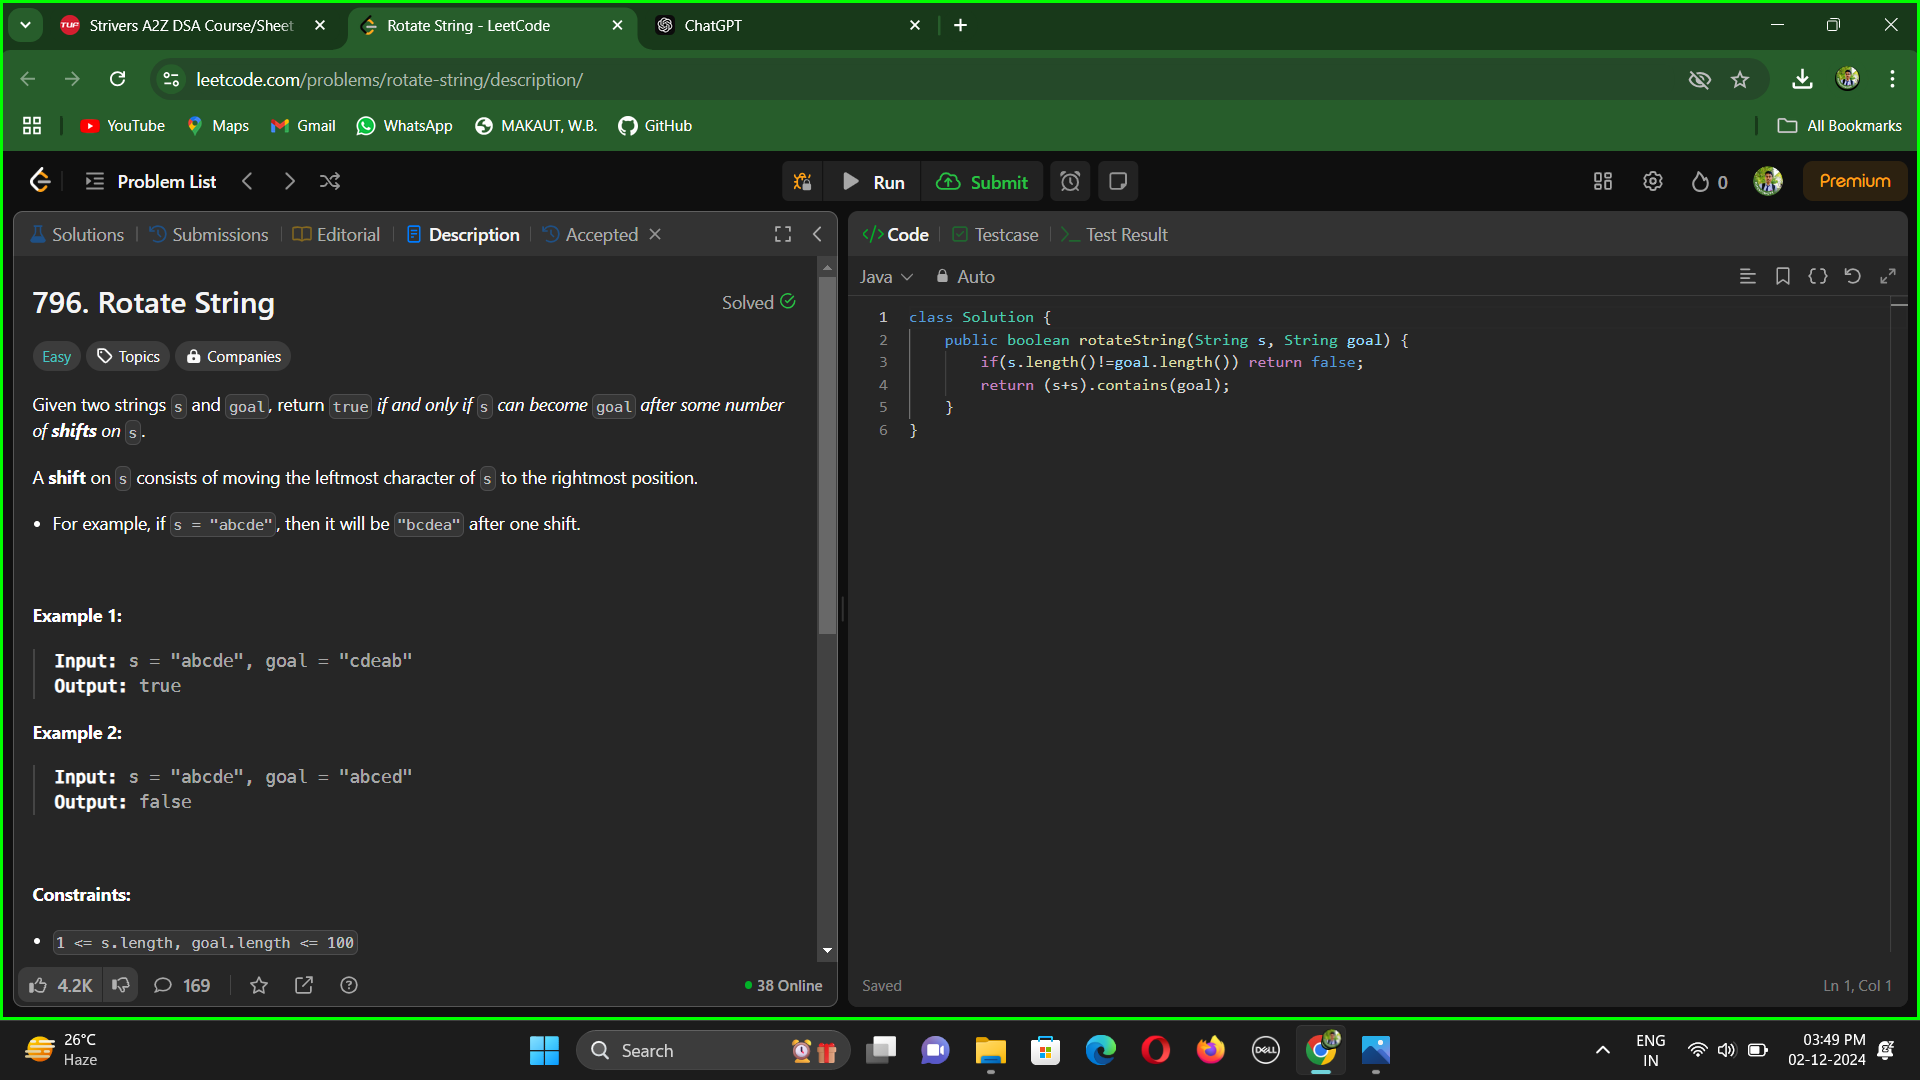 Strivers A2Z DSA Course/Sheet
Rotate String - LeetCode
ChatGPT
leetcode.com/problems/rotate-string/description/
YouTube
Maps
Gmail
WhatsApp
MAKAUT, W.B.
GitHub
All Bookmarks
Problem List
Run
Submit
0
Premium
Solutions
Submissions
Editorial
Description
Accepted
796. Rotate String
Solved
Easy
Topics
Companies
Given two strings s and goal, return true if and only if s can become goal after some number
of shifts on s.
A shift on s consists of moving the leftmost character of s to the rightmost position.
• For example, if s = "abcde", then it will be "bcdea" after one shift.
Example 1:
Input: s = "abcde", goal = "cdeab"
Output: true
Example 2:
Input: s = "abcde", goal = "abced"
Output: false
Constraints:
• 1 <= s.length, goal.length <= 100
4.2K
169
38 Online
Code
Testcase
Test Result
Java
Auto
1 class Solution {
2 public boolean rotateString(String s, String goal) {
3 if(s.length()!=goal.length()) return false;
4 return (s+s).contains(goal);
5 }
6 }
Saved
Ln 1, Col 1
26°C
Haze
Search
DELL
ENG
IN
03:49 PM
02-12-2024